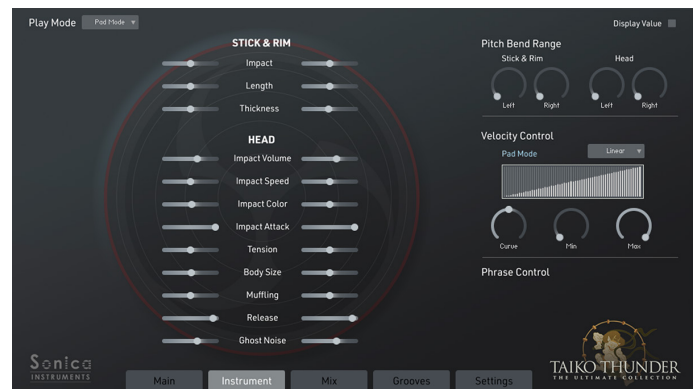 Play Mode
Pad Mode
Display Value
STICK & RIM
Impact
Length
Thickness
HEAD
Impact Volume
Impact Speed
Impact Color
Impact Attack
Tension
Body Size
Muffling
Release
Ghost Noise
Pitch Bend Range
Stick & Rim
Head
Left
Right
Left
Right
Velocity Control
Pad Mode
Linear
Curve
Min
Max
Phrase Control
Sonica
INSTRUMENTS
TAIKO THUNDER
THE ULTIMATE COLLECTION
Main
Instrument
Mix
Grooves
Settings